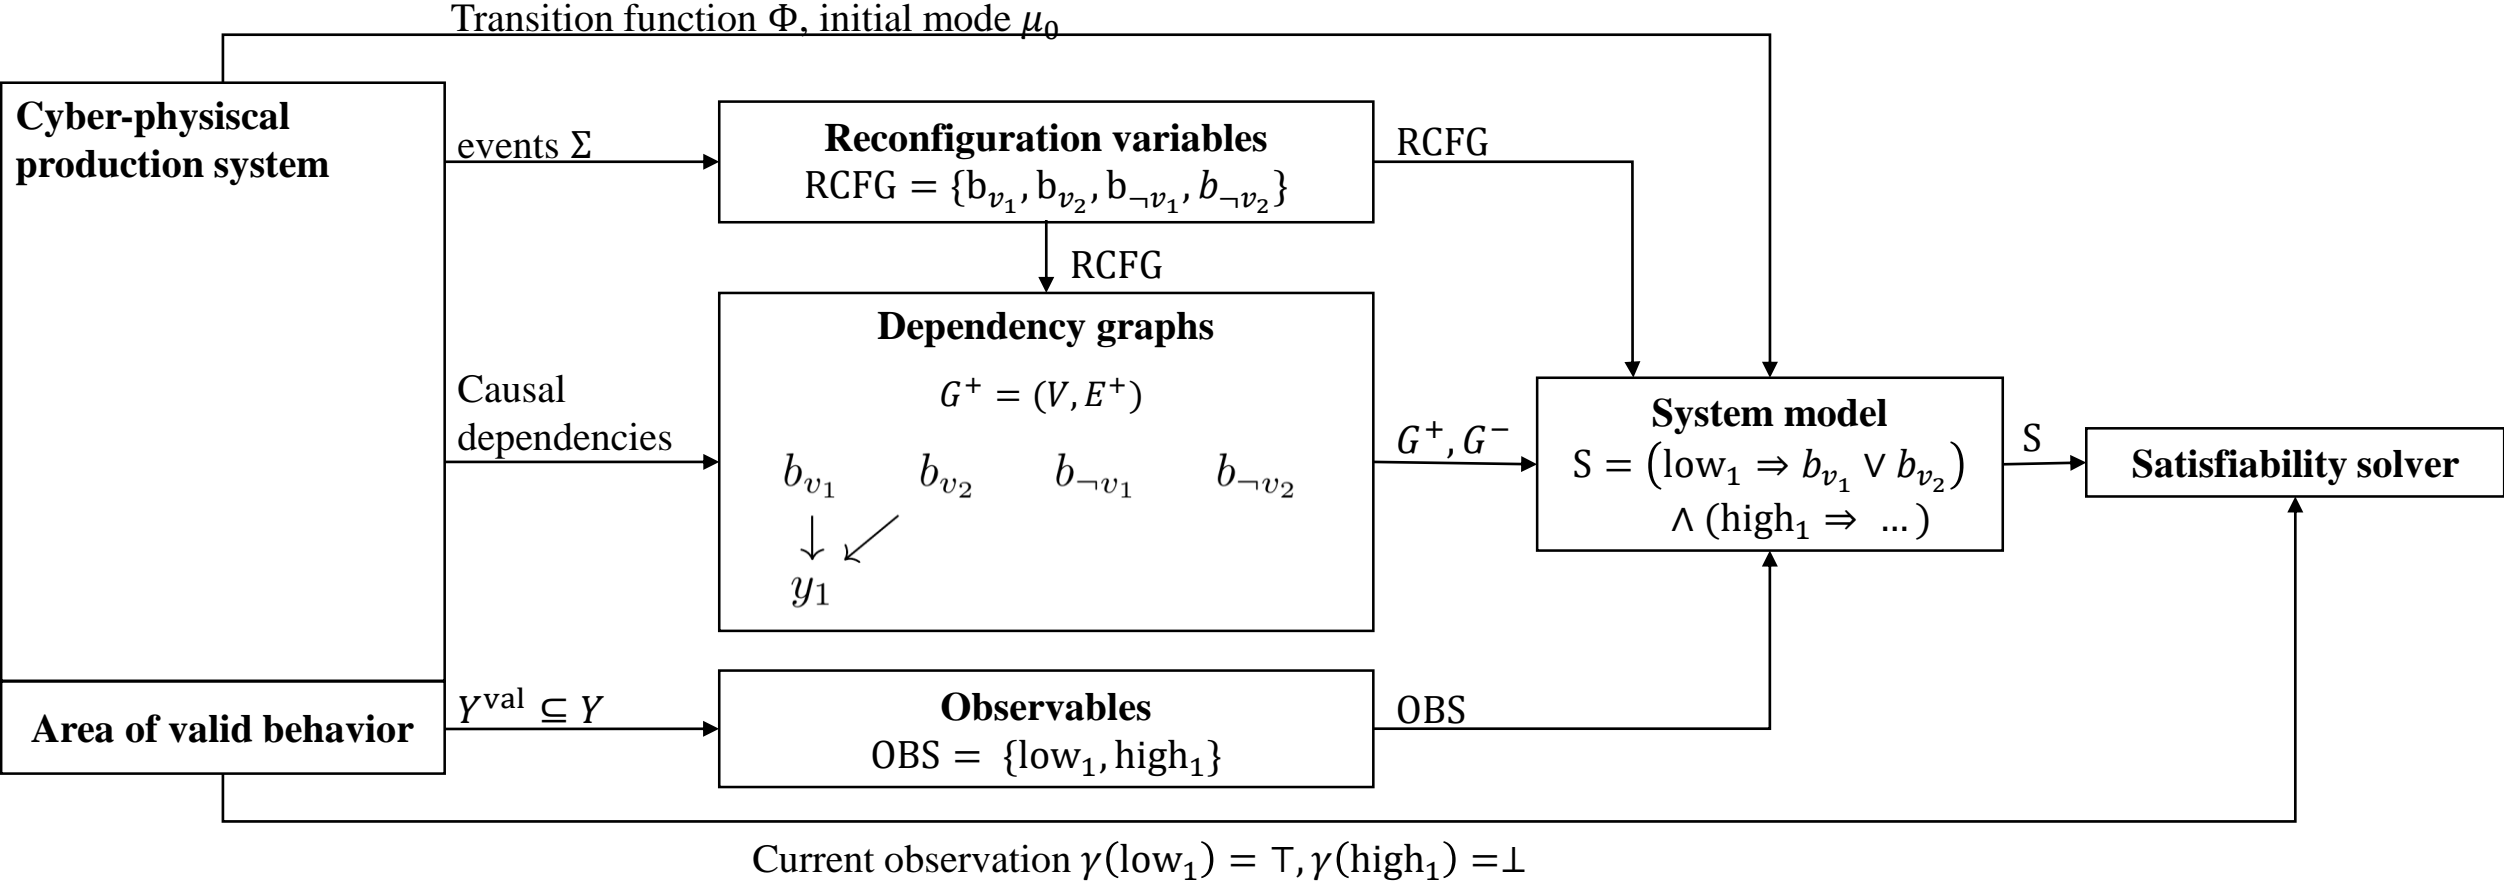 Transition function Φ, initial mode μ₀
Cyber-physiscal
production system
events Σ
Reconfiguration variables
RCFG = {b_{v₁}, b_{v₂}, b_{¬v₁}, b_{¬v₂}}
RCFG
RCFG
Dependency graphs
G⁺ = (V, E⁺)
Causal
dependencies
b_{v₁} b_{v₂} b_{¬v₁} b_{¬v₂}
y₁
G⁺, G⁻
System model
S = (low₁ ⇒ b_{v₁} ∨ b_{v₂})
∧ (high₁ ⇒ … )
S
Satisfiability solver
Area of valid behavior
Y^{val} ⊆ Y
Observables
OBS = {low₁, high₁}
OBS
Current observation γ(low₁) = ⊤, γ(high₁) =⊥